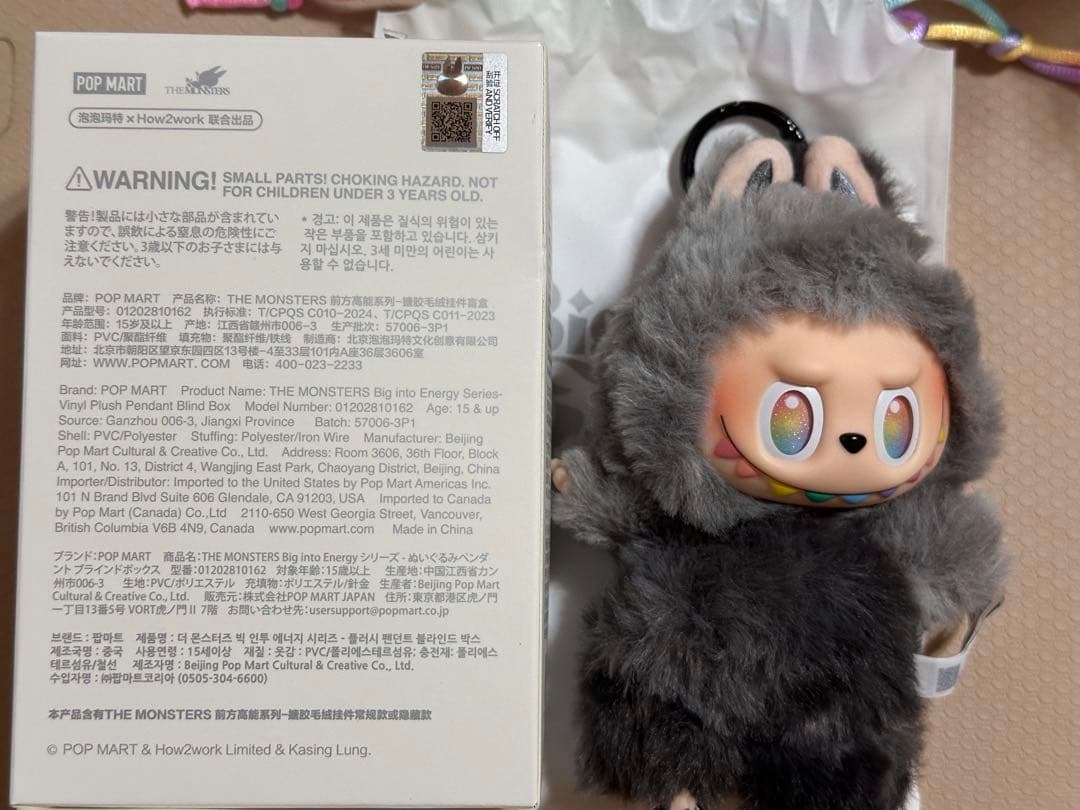 POP MART
THE MONSTERS
泡泡玛特 × How2work 联合出品
刮开涂层 SCRATCH OFF
AND VERIFY
WARNING! SMALL PARTS! CHOKING HAZARD. NOT
FOR CHILDREN UNDER 3 YEARS OLD.
警告!製品には小さな部品が含まれてい
ますので、誤飲による窒息の危険性にご
注意ください。3歳以下のお子さまには与
えないでください。
* 경고: 이 제품은 질식의 위험이 있는
작은 부품을 포함하고 있습니다. 삼키
지 마십시오. 3세 미만의 어린이는 사
용할 수 없습니다.
品牌: POP MART 产品名称: THE MONSTERS 前方高能系列-搪胶毛绒挂件盲盒
产品型号: 01202810162 执行标准: T/CPQS C010-2024、T/CPQS C011-2023
年龄范围: 15岁及以上 产地: 江西省赣州市006-3 生产批次: 57006-3P1
面料: PVC/聚酯纤维 填充物: 聚酯纤维/铁线 制造商: 北京泡泡玛特文化创意有限公司
地址: 北京市朝阳区望京东园四区13号楼-4至33层101内A座36层3606室
网址: WWW.POPMART.COM 电话: 400-023-2233
Brand: POP MART Product Name: THE MONSTERS Big into Energy Series-
Vinyl Plush Pendant Blind Box Model Number: 01202810162 Age: 15 & up
Source: Ganzhou 006-3, Jiangxi Province Batch: 57006-3P1
Shell: PVC/Polyester Stuffing: Polyester/Iron Wire Manufacturer: Beijing
Pop Mart Cultural & Creative Co., Ltd. Address: Room 3606, 36th Floor, Block
A, 101, No. 13, District 4, Wangjing East Park, Chaoyang District, Beijing, China
Importer/Distributor: Imported to the United States by Pop Mart Americas Inc.
101 N Brand Blvd Suite 606 Glendale, CA 91203, USA Imported to Canada
by Pop Mart (Canada) Co.,Ltd 2110-650 West Georgia Street, Vancouver,
British Columbia V6B 4N9, Canada www.popmart.com Made in China
ブランド:POP MART 商品名:THE MONSTERS Big into Energy シリーズ - ぬいぐるみペンダ
ント ブラインドボックス 型番:01202810162 対象年齢:15歳以上 生産地:中国江西省カン
州市006-3 生地:PVC/ポリエステル 充填物:ポリエステル/針金 生産者:Beijing Pop Mart
Cultural & Creative Co., Ltd. 販売元:株式会社POP MART JAPAN 住所:東京都港区虎ノ門
一丁目13番5号 VORT虎ノ門Ⅱ 7階 お問い合わせ先:usersupport@popmart.co.jp
브랜드 : 팝마트 제품명 : 더 몬스터즈 빅 인투 에너지 시리즈 - 플러시 펜던트 블라인드 박스
제조국명 : 중국 사용연령 : 15세이상 재질 : 옷감 : PVC/폴리에스테르섬유; 충전재: 폴리에스
테르섬유/철선 제조자명 : Beijing Pop Mart Cultural & Creative Co., Ltd.
수입자명 : ㈜팝마트코리아 (0505-304-6600)
本产品含有THE MONSTERS 前方高能系列-搪胶毛绒挂件常规款或隐藏款
© POP MART & How2work Limited & Kasing Lung.